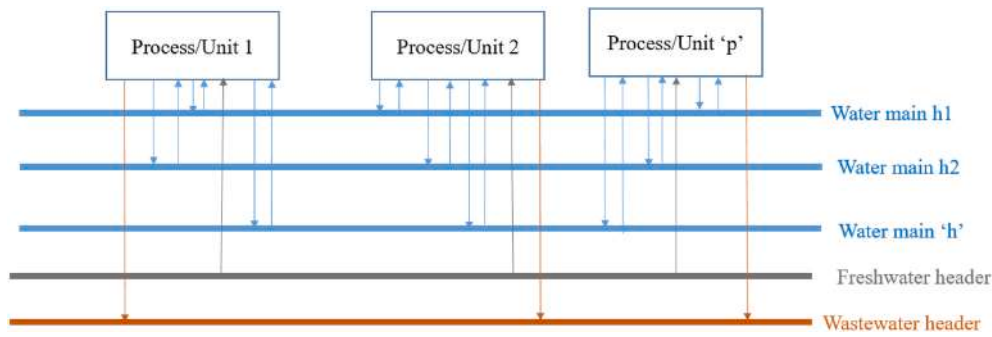 Process/Unit 1
Process/Unit 2
Process/Unit ‘p’
Water main h1
Water main h2
Water main ‘h’
Freshwater header
Wastewater header